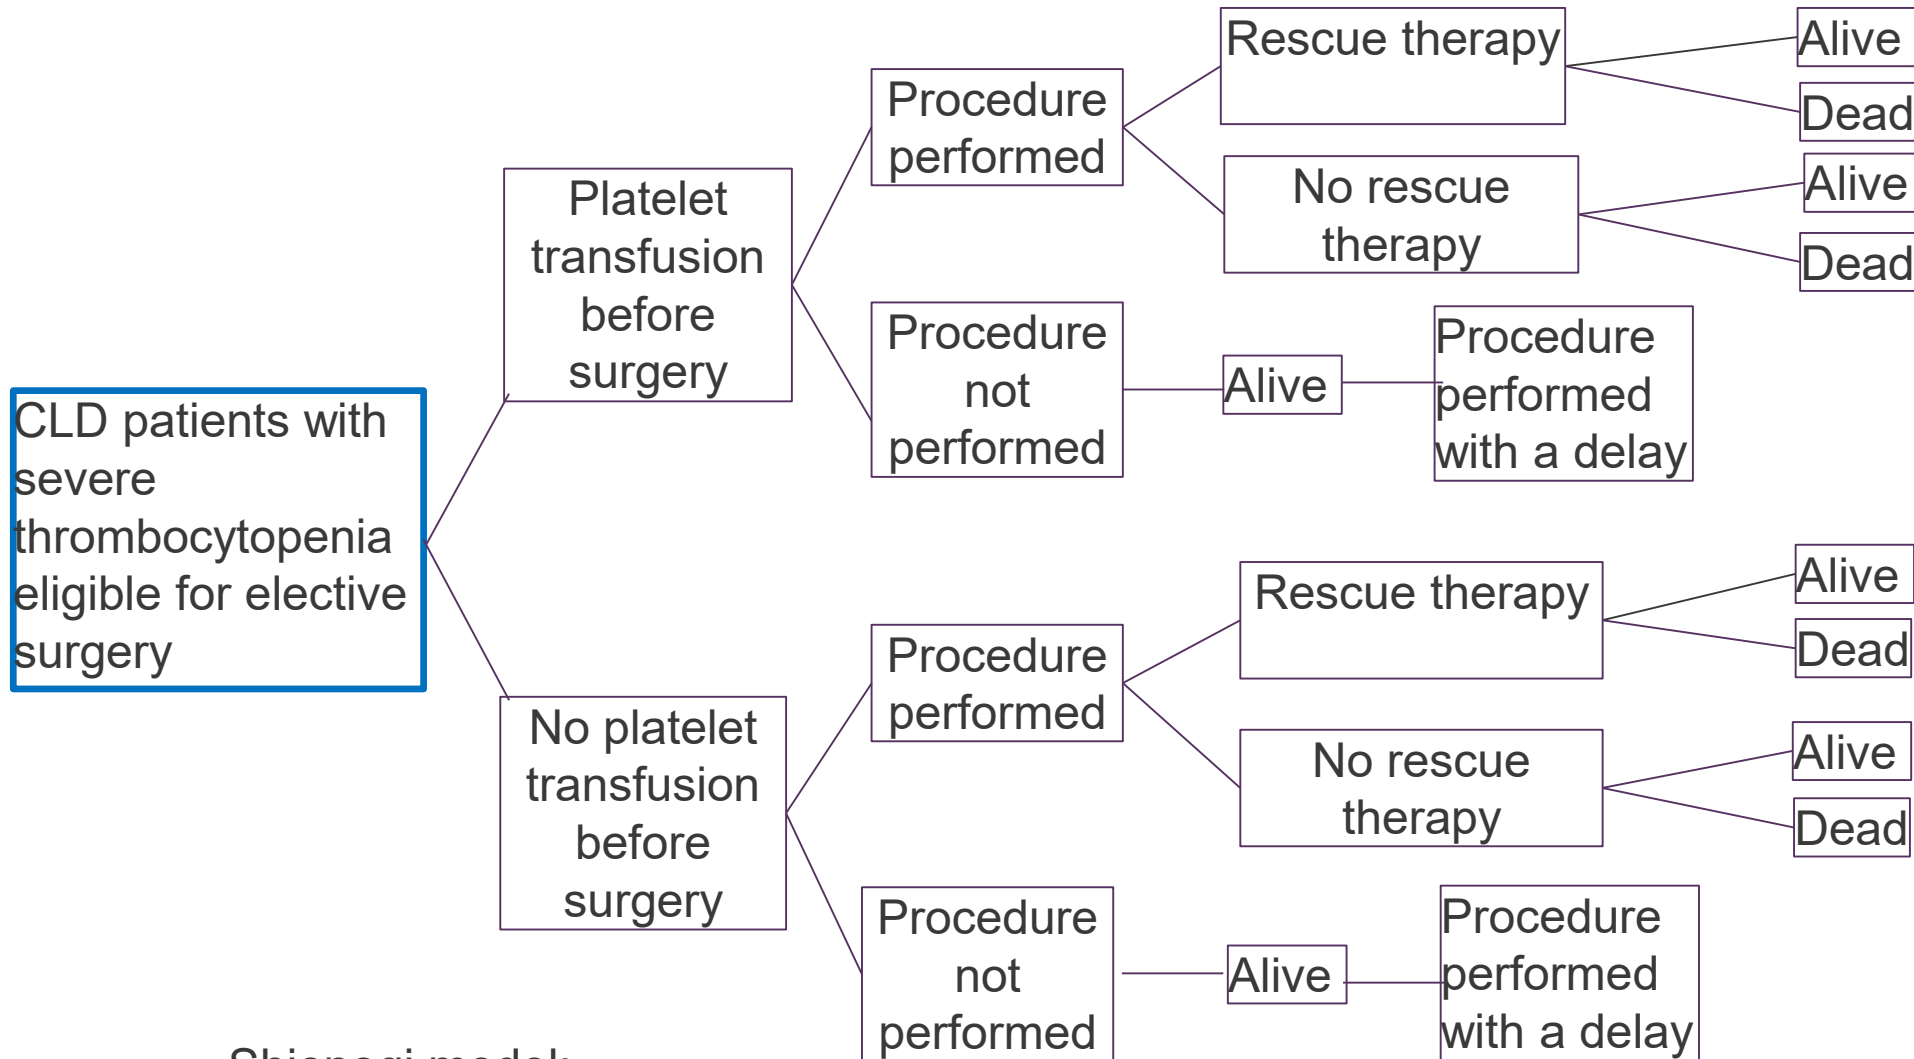 Rescue therapy
Alive
Dead
Procedure
performed
No rescue
therapy
Alive
Dead
Platelet
transfusion
before
surgery
Procedure
not
performed
Alive
Procedure
performed
with a delay
CLD patients with
severe
thrombocytopenia
eligible for elective
surgery
Rescue therapy
Alive
Dead
Procedure
performed
No rescue
therapy
Alive
Dead
No platelet
transfusion
before
surgery
Procedure
not
performed
Alive
Procedure
performed
with a delay